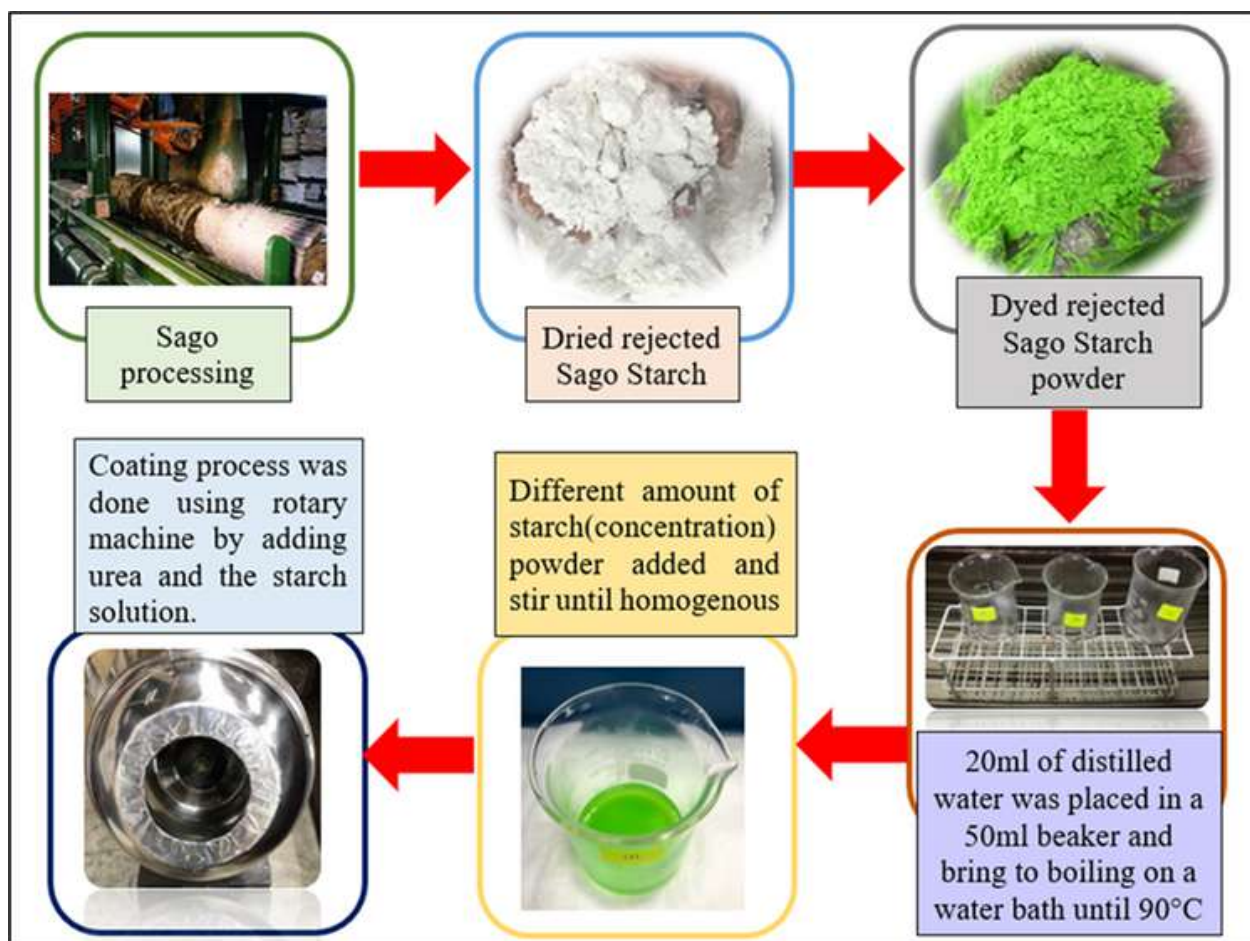 Sago
processing
Dried rejected
Sago Starch
Dyed rejected
Sago Starch
powder
20ml of distilled
water was placed in a
50ml beaker and
bring to boiling on a
water bath until 90°C
Different amount of
starch(concentration)
powder added and
stir until homogenous
Coating process was
done using rotary
machine by adding
urea and the starch
solution.